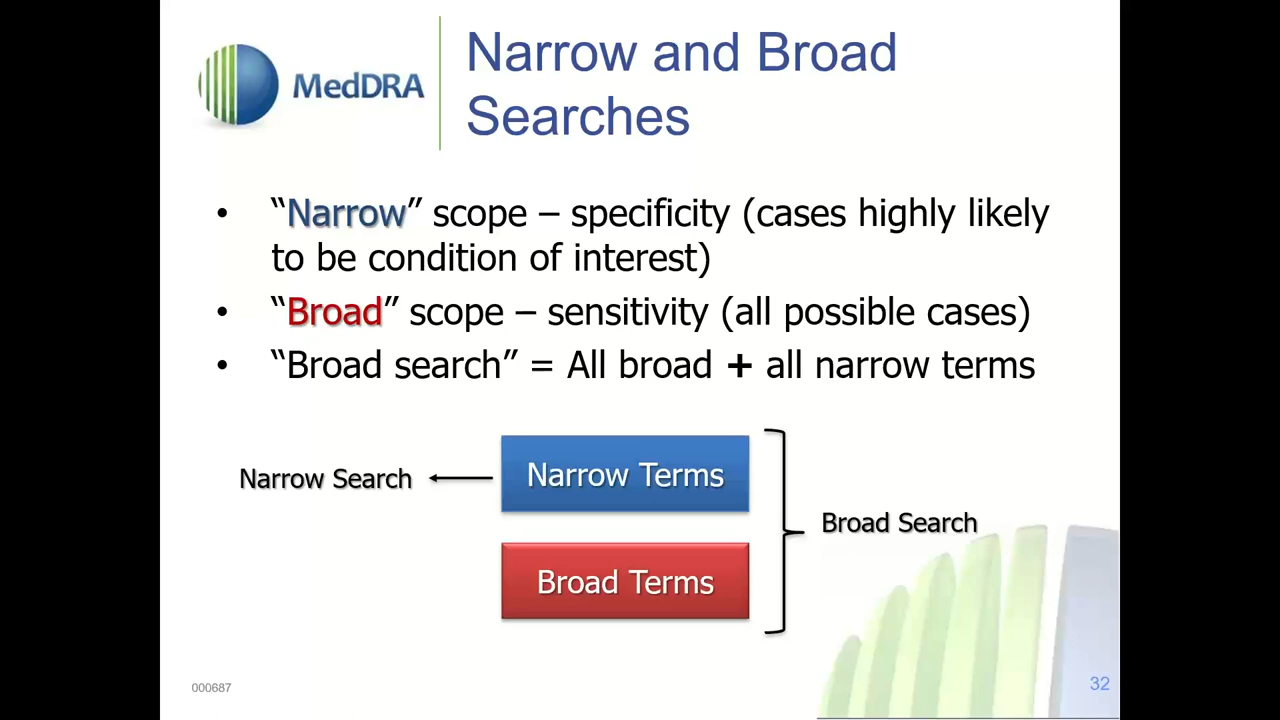 MedDRA
Narrow and Broad
Searches
• “Narrow” scope – specificity (cases highly likely
to be condition of interest)
• “Broad” scope – sensitivity (all possible cases)
• “Broad search” = All broad + all narrow terms
Narrow Search
Narrow Terms
Broad Search
Broad Terms
000687
32